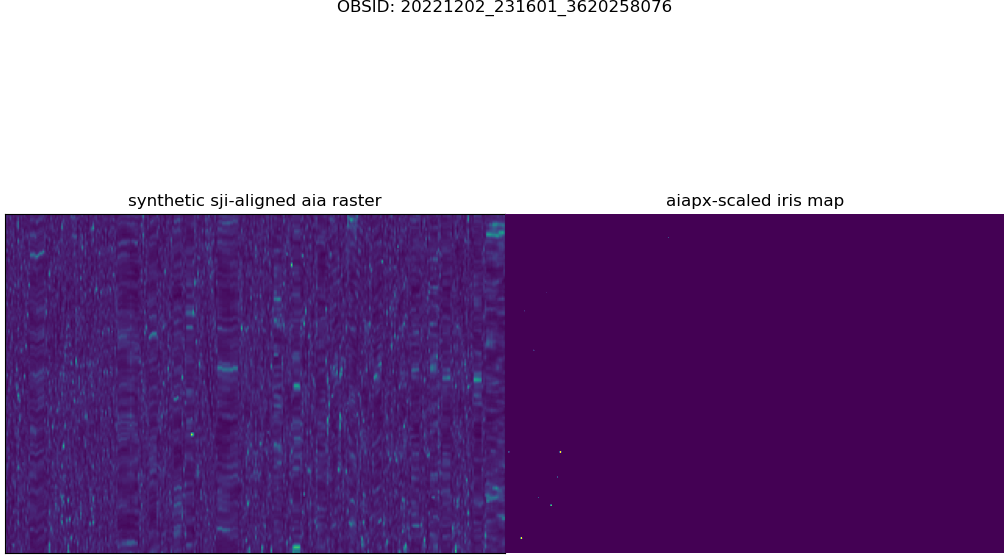 OBSID: 20221202_231601_3620258076
synthetic sji-aligned aia raster
aiapx-scaled iris map